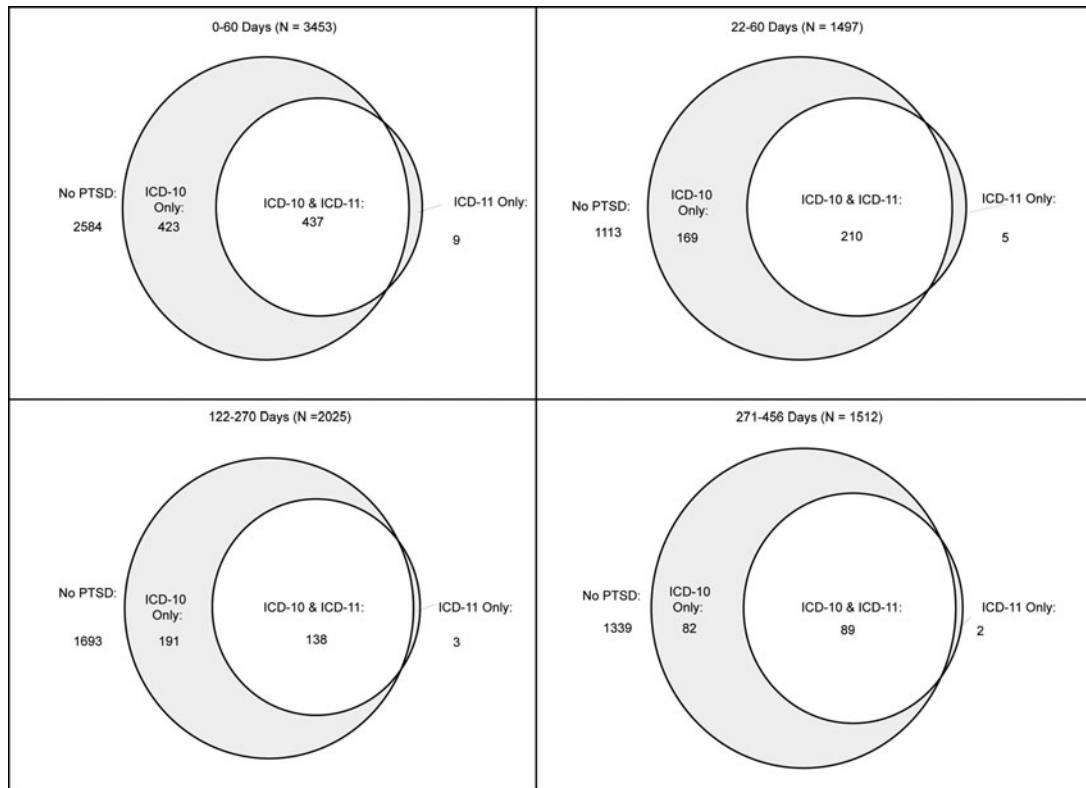 0-60 Days (N = 3453)
No PTSD:
2584
ICD-10
Only:
423
ICD-10 & ICD-11:
437
ICD-11 Only:
9
22-60 Days (N = 1497)
No PTSD:
1113
ICD-10
Only:
169
ICD-10 & ICD-11:
210
ICD-11 Only:
5
122-270 Days (N =2025)
No PTSD:
1693
ICD-10
Only:
191
ICD-10 & ICD-11:
138
ICD-11 Only:
3
271-456 Days (N = 1512)
No PTSD:
1339
ICD-10
Only:
82
ICD-10 & ICD-11:
89
ICD-11 Only:
2